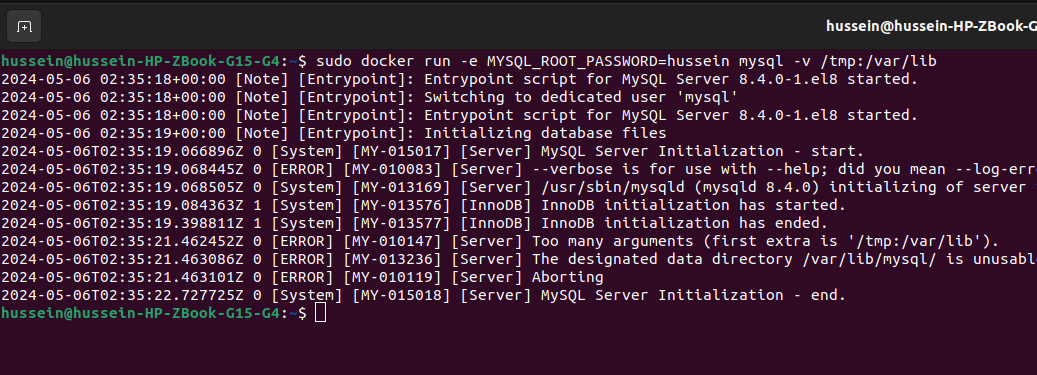 hussein@hussein-HP-ZBook-G
hussein@hussein-HP-ZBook-G15-G4:~$ sudo docker run -e MYSQL_ROOT_PASSWORD=hussein mysql -v /tmp:/var/lib
2024-05-06 02:35:18+00:00 [Note] [Entrypoint]: Entrypoint script for MySQL Server 8.4.0-1.el8 started.
2024-05-06 02:35:18+00:00 [Note] [Entrypoint]: Switching to dedicated user 'mysql'
2024-05-06 02:35:18+00:00 [Note] [Entrypoint]: Entrypoint script for MySQL Server 8.4.0-1.el8 started.
2024-05-06 02:35:19+00:00 [Note] [Entrypoint]: Initializing database files
2024-05-06T02:35:19.066896Z 0 [System] [MY-015017] [Server] MySQL Server Initialization - start.
2024-05-06T02:35:19.068445Z 0 [ERROR] [MY-010083] [Server] --verbose is for use with --help; did you mean --log-err
2024-05-06T02:35:19.068505Z 0 [System] [MY-013169] [Server] /usr/sbin/mysqld (mysqld 8.4.0) initializing of server
2024-05-06T02:35:19.084363Z 1 [System] [MY-013576] [InnoDB] InnoDB initialization has started.
2024-05-06T02:35:19.398811Z 1 [System] [MY-013577] [InnoDB] InnoDB initialization has ended.
2024-05-06T02:35:21.462452Z 0 [ERROR] [MY-010147] [Server] Too many arguments (first extra is '/tmp:/var/lib').
2024-05-06T02:35:21.463086Z 0 [ERROR] [MY-013236] [Server] The designated data directory /var/lib/mysql/ is unusabl
2024-05-06T02:35:21.463101Z 0 [ERROR] [MY-010119] [Server] Aborting
2024-05-06T02:35:22.727725Z 0 [System] [MY-015018] [Server] MySQL Server Initialization - end.
hussein@hussein-HP-ZBook-G15-G4:~$